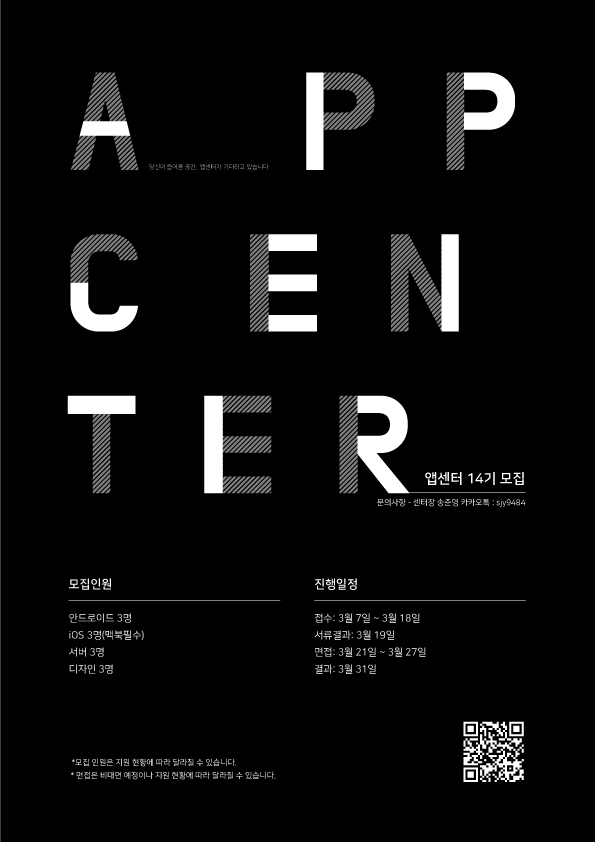 APP
당신이 들어올 공간, 앱센터가 기다리고 있습니다
CEN
TER
앱센터 14기 모집
문의사항 - 센터장 송준영 카카오톡 : sjy9484
모집인원
안드로이드 3명
iOS 3명(맥북필수)
서버 3명
디자인 3명
진행일정
접수: 3월 7일 ~ 3월 18일
서류결과: 3월 19일
면접: 3월 21일 ~ 3월 27일
결과: 3월 31일
*모집 인원은 지원 현황에 따라 달라질 수 있습니다.
* 면접은 비대면 예정이나 지원 현황에 따라 달라질 수 있습니다.